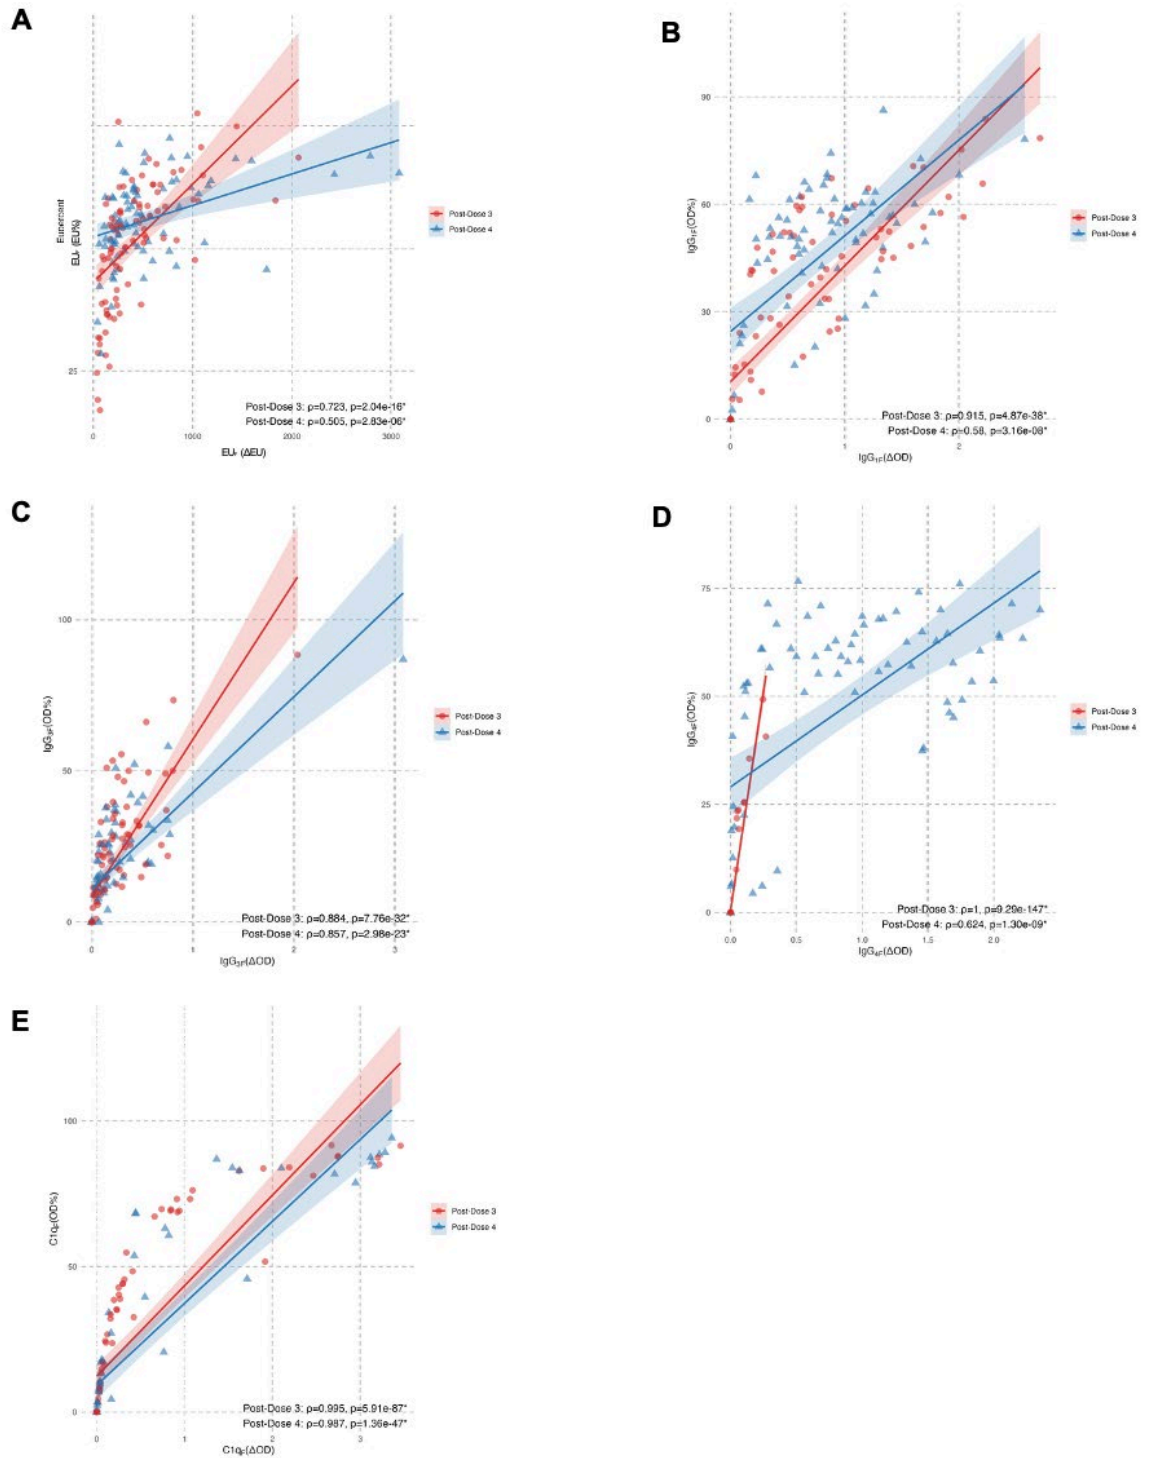 A
Eunercent
EUᵣ (EU%)
25
0 1000 2000 3000
EUᵣ (ΔEU)
Post-Dose 3
Post-Dose 4
Post-Dose 3: ρ=0.723, p=2.04e-16*
Post-Dose 4: ρ=0.505, p=2.83e-06*
B
IgG₁F(OD%)
90
60
30
0
0 1 2
IgG₁F(ΔOD)
Post-Dose 3
Post-Dose 4
Post-Dose 3: ρ=0.915, p=4.87e-38*
Post-Dose 4: ρ=0.58, p=3.16e-08*
C
IgG₃F(OD%)
100
50
0
0 1 2 3
IgG₃F(ΔOD)
Post-Dose 3
Post-Dose 4
Post-Dose 3: ρ=0.884, p=7.76e-32*
Post-Dose 4: ρ=0.857, p=2.98e-23*
D
IgG₄F(OD%)
75
50
25
0
0.0 0.5 1.0 1.5 2.0
IgG₄F(ΔOD)
Post-Dose 3
Post-Dose 4
Post-Dose 3: ρ=1, p=9.29e-147*
Post-Dose 4: ρ=0.624, p=1.30e-09*
E
C1qF(OD%)
100
50
0
0 1 2 3
C1qF(ΔOD)
Post-Dose 3
Post-Dose 4
Post-Dose 3: ρ=0.995, p=5.91e-87*
Post-Dose 4: ρ=0.987, p=1.36e-47*